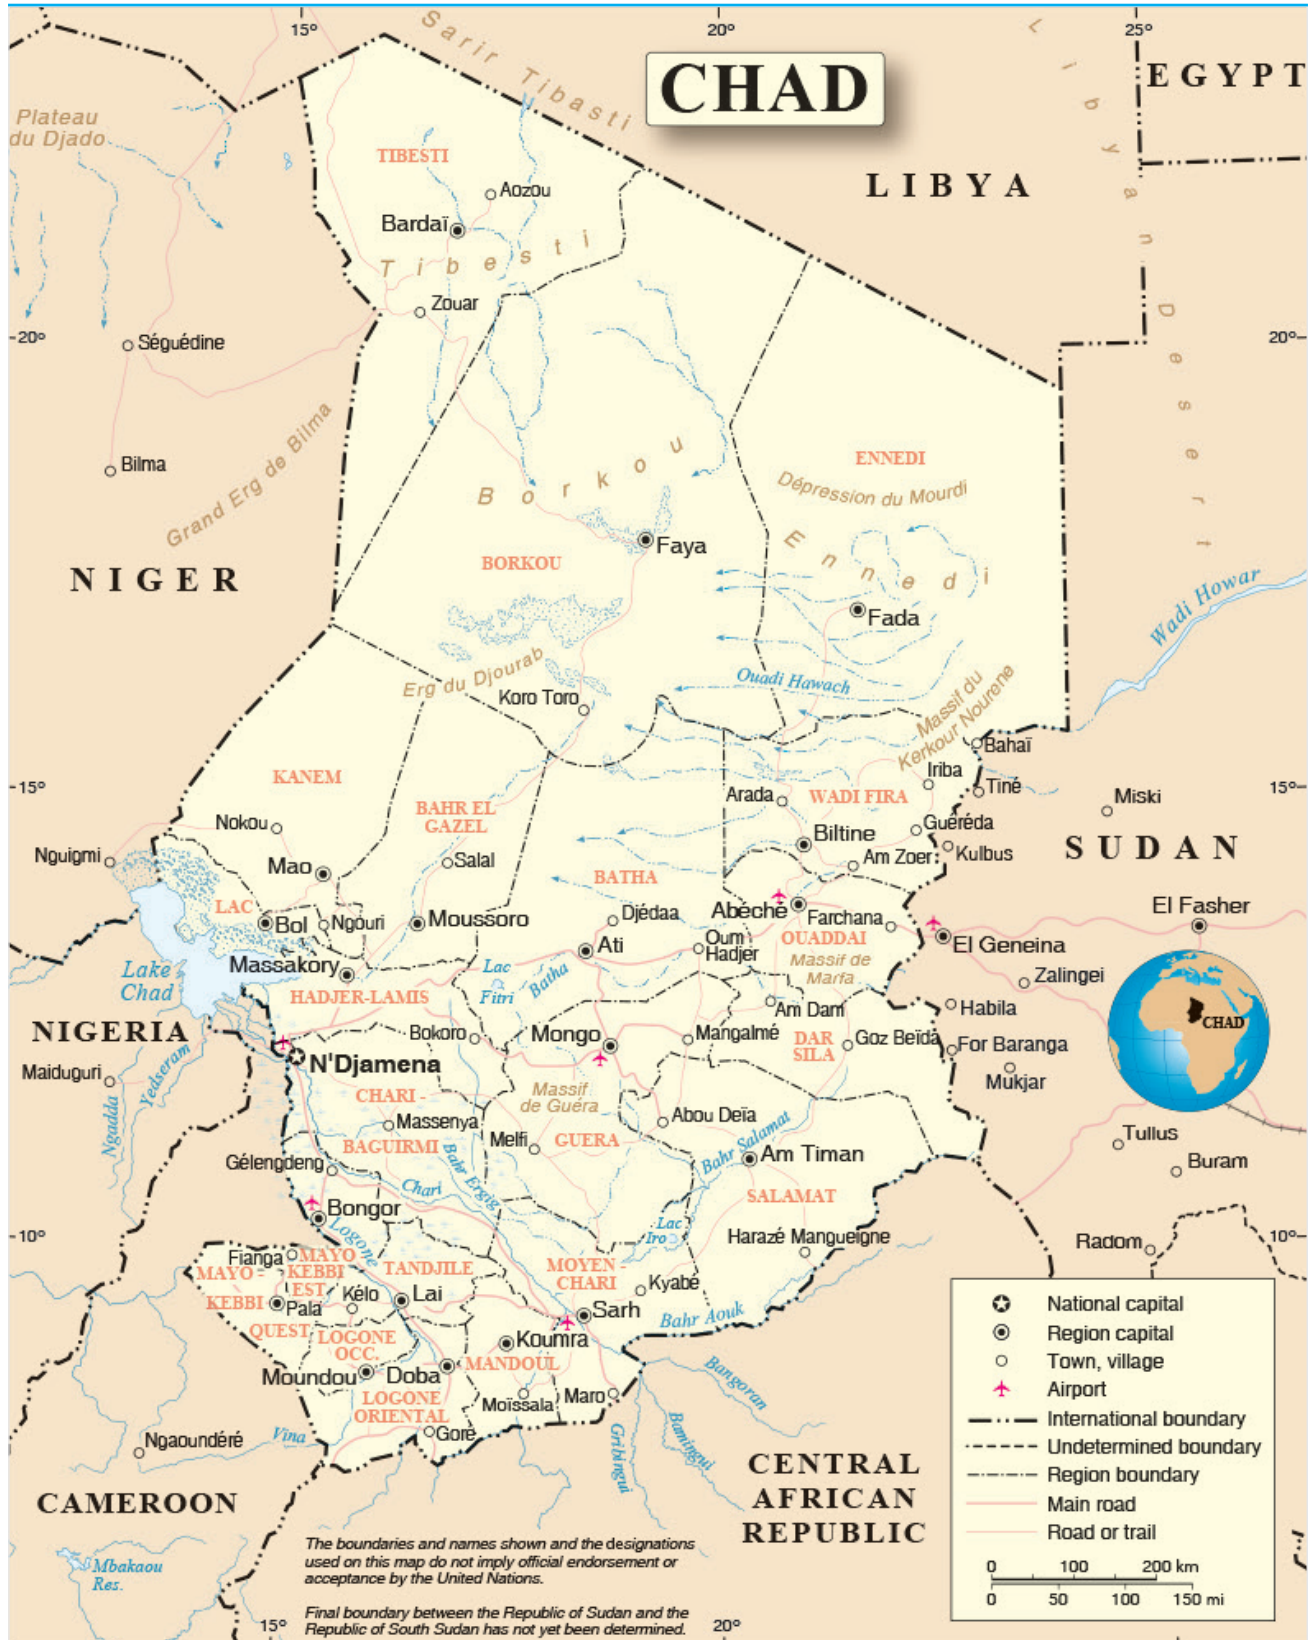 15°
20°
25°
CHAD
EGYPT
LIBYA
Sarir Tibasti
Libyan Desert
Plateau
du Djado
TIBESTI
Aozou
Bardaï
Tibesti
Zouar
20°
20°
Séguédine
Bilma
Grand Erg de Bilma
NIGER
Borkou
ENNEDI
Dépression du Mourdi
Ennedi
Faya
BORKOU
Fada
Wadi Howar
Erg du Djourab
Koro Toro
Ouadi Hawach
Massif du
Kerkour Nourene
Bahaï
KANEM
Iriba
Tiné
15°
15°
BAHR EL
GAZEL
Arada
WADI FIRA
Miski
Nokou
Biltine
Guéréda
Nguigmi
Mao
Salal
Am Zoer
Kulbus
SUDAN
BATHA
LAC
Bol
Ngouri
Moussoro
Djédaa
Abéché
Farchana
El Fasher
Ati
Oum
Hadjer
OUADDAI
El Geneina
Lake
Chad
Massakory
Lac
Fitri
Batha
Massif de
Marfa
Zalingei
HADJER-LAMIS
Am Dam
Habila
CHAD
NIGERIA
Bokoro
Mongo
Mangalmé
DAR
SILA
Goz Beïda
For Baranga
N'Djamena
Mukjar
Maiduguri
Yedseram
Ngadda
CHARI -
BAGUIRMI
Massenya
Massif
de Guéra
Abou Deïa
Melfi
GUERA
Bahr Salamat
Tullus
Am Timan
Buram
Gélengdeng
Chari
Bahr Ergig
SALAMAT
Bongor
Logone
Lac
Iro
Harazé Mangueigne
Radom
10°
10°
Fianga
MAYO
KEBBI
EST
MAYO -
KEBBI
QUEST
TANDJILE
MOYEN -
CHARI
Kyabé
Pala
Kélo
Lai
Sarh
Bahr Aouk
LOGONE
OCC.
Koumra
MANDOUL
Moundou
Doba
Bangoran
LOGONE
ORIENTAL
Moïssala
Maro
Goré
Gribingui
Bamingui
Ngaoundéré
Vina
CAMEROON
CENTRAL
AFRICAN
REPUBLIC
Mbakaou
Res.
National capital
Region capital
Town, village
Airport
International boundary
Undetermined boundary
Region boundary
Main road
Road or trail
0 100 200 km
0 50 100 150 mi
The boundaries and names shown and the designations
used on this map do not imply official endorsement or
acceptance by the United Nations.
Final boundary between the Republic of Sudan and the
Republic of South Sudan has not yet been determined.
15°
20°